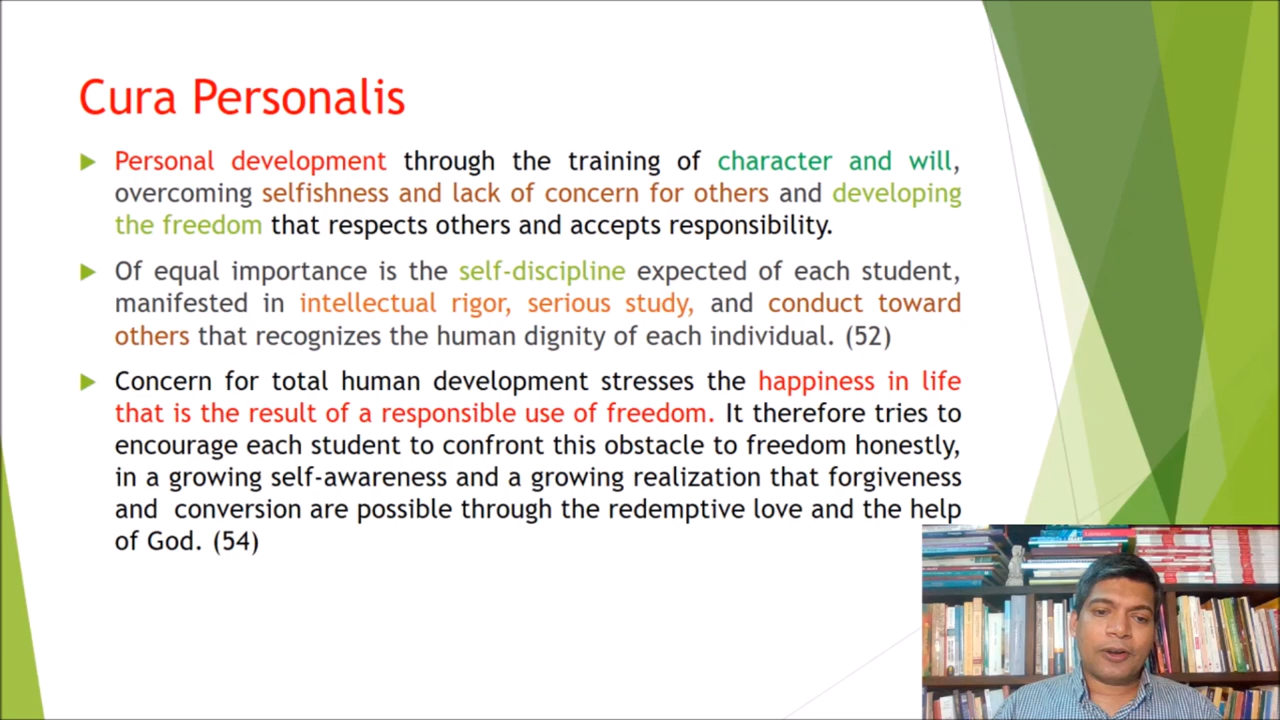 Cura Personalis
Personal development through the training of character and will,
overcoming selfishness and lack of concern for others and developing
the freedom that respects others and accepts responsibility.
Of equal importance is the self-discipline expected of each student,
manifested in intellectual rigor, serious study, and conduct toward
others that recognizes the human dignity of each individual. (52)
Concern for total human development stresses the happiness in life
that is the result of a responsible use of freedom. It therefore tries to
encourage each student to confront this obstacle to freedom honestly,
in a growing self-awareness and a growing realization that forgiveness
and conversion are possible through the redemptive love and the help
of God. (54)